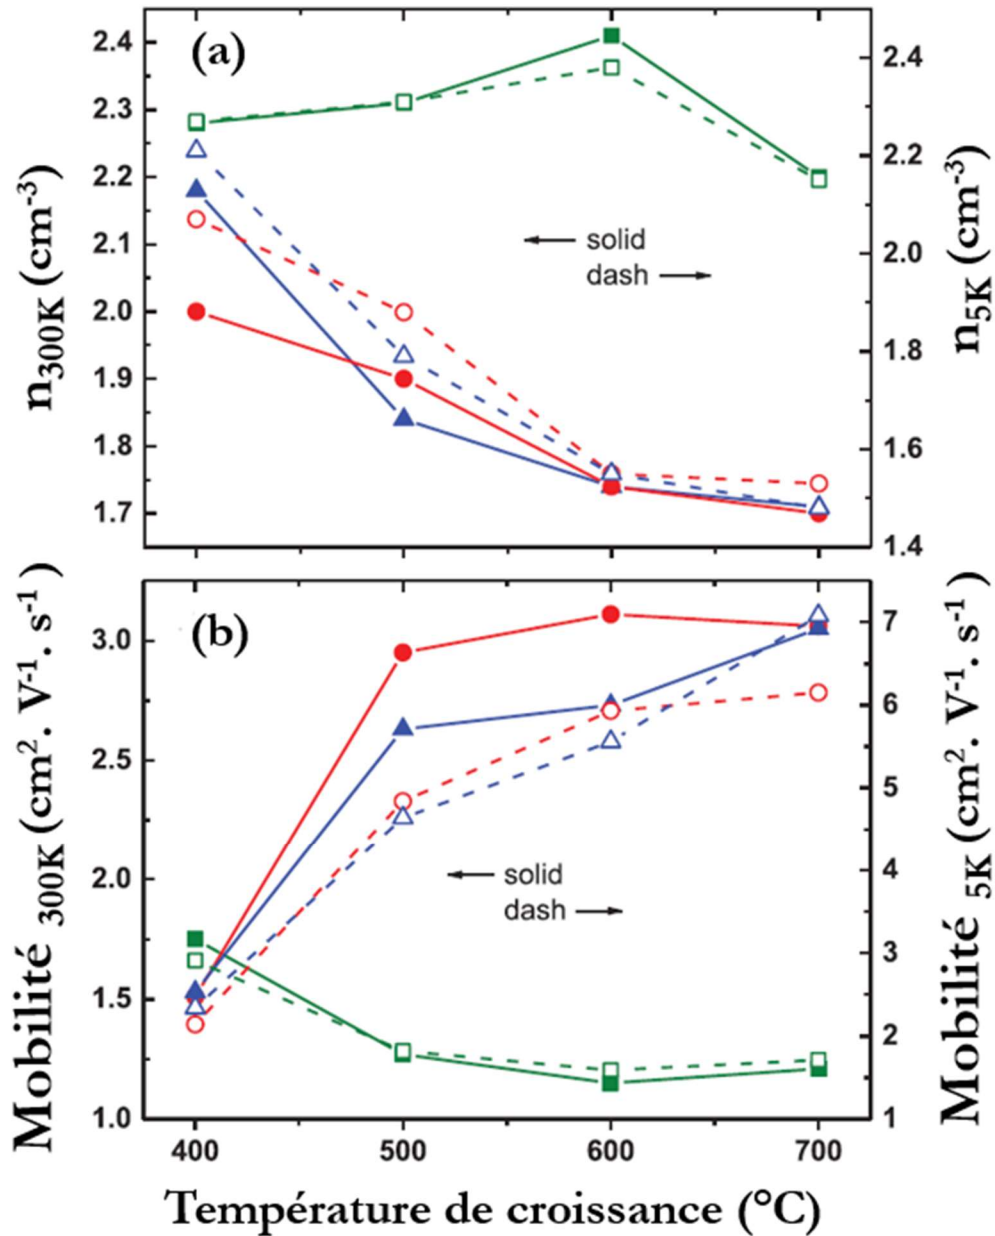 (a)
2.4
2.3
2.2
2.1
2.0
1.9
1.8
1.7
n300K (cm-3)
2.4
2.2
2.0
1.8
1.6
1.4
n5K (cm-3)
solid
dash
(b)
3.0
2.5
2.0
1.5
1.0
Mobilité 300K (cm2. V-1. s-1)
7
6
5
4
3
2
1
Mobilité 5K (cm2. V-1. s-1)
solid
dash
400 500 600 700
Température de croissance (°C)